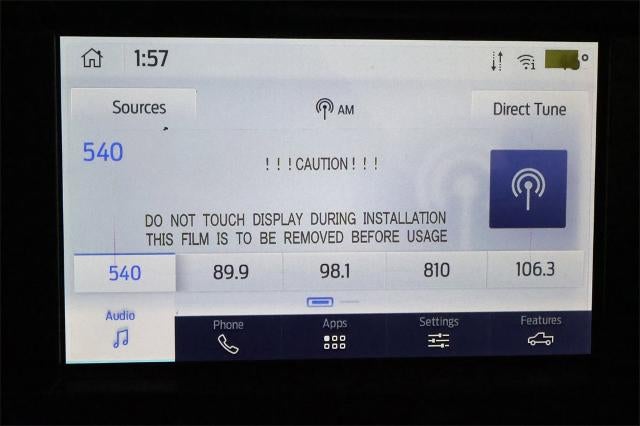 1:57
Sources
AM
Direct Tune
540
!!!CAUTION!!!
DO NOT TOUCH DISPLAY DURING INSTALLATION
THIS FILM IS TO BE REMOVED BEFORE USAGE
540 89.9 98.1 810 106.3
Audio Phone Apps Settings Features